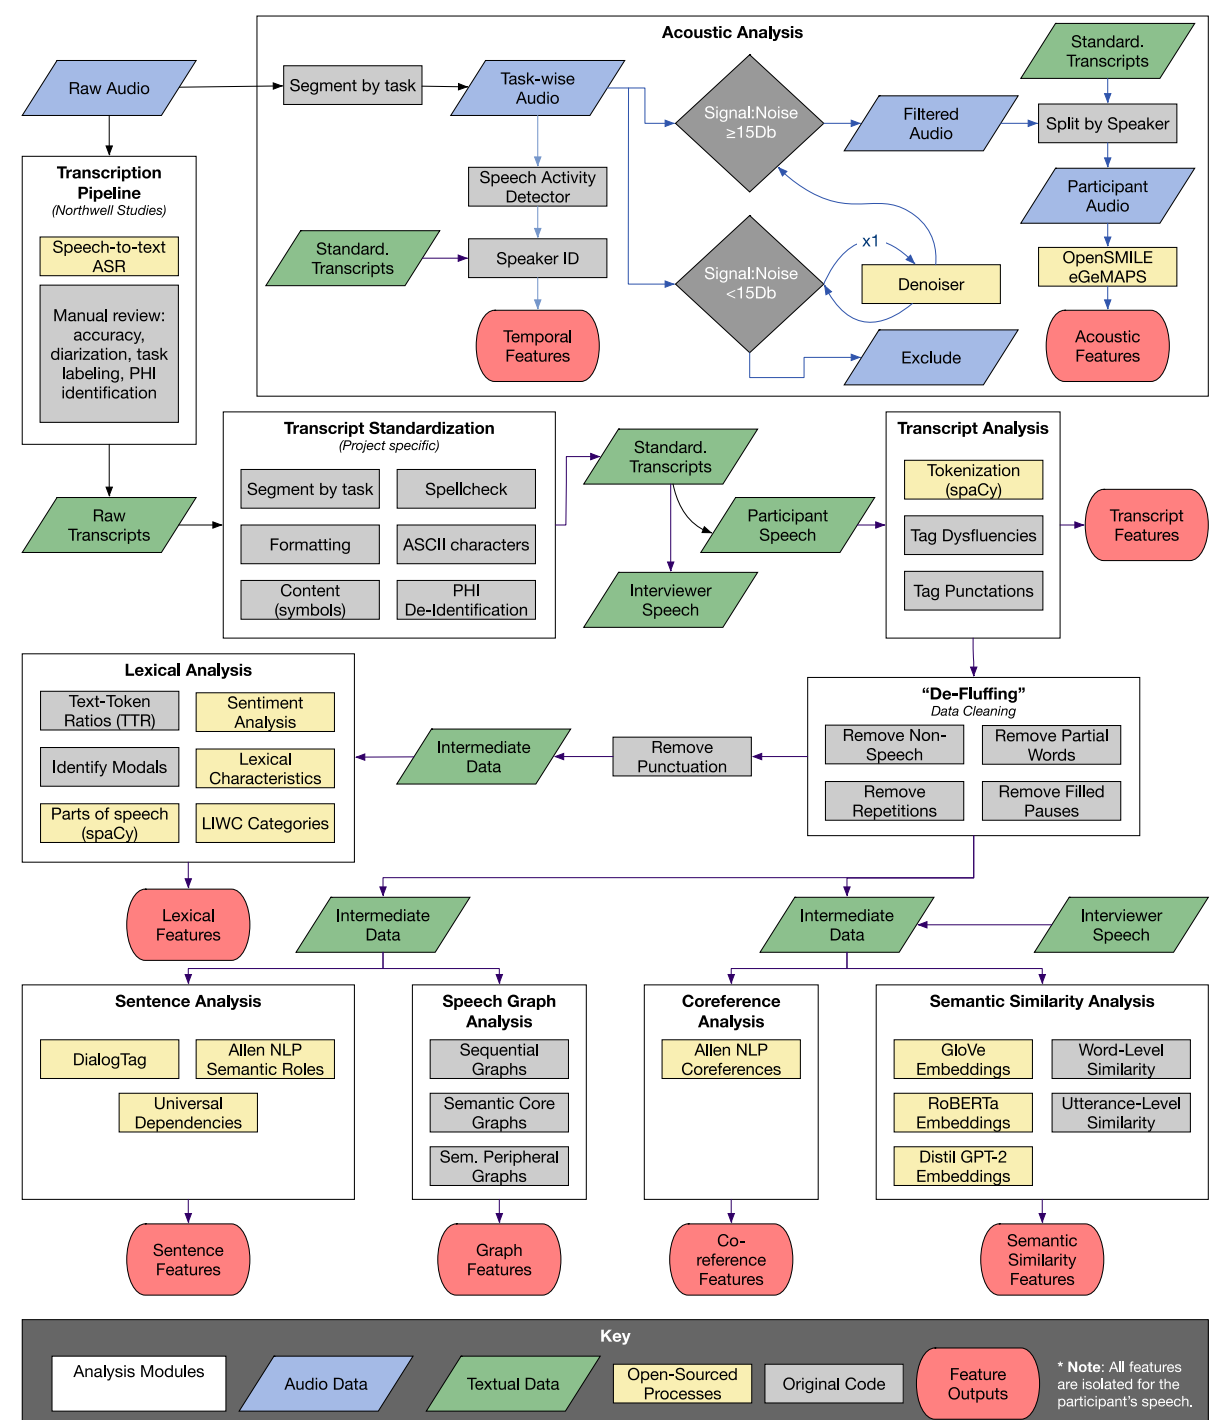 Acoustic Analysis
Raw Audio
Segment by task
Task-wise
Audio
Signal:Noise
≥15Db
Filtered
Audio
Standard.
Transcripts
Split by Speaker
Participant
Audio
OpenSMILE
eGeMAPS
Acoustic
Features
Speech Activity
Detector
Standard.
Transcripts
Speaker ID
Temporal
Features
Signal:Noise
<15Db
x1
Denoiser
Exclude
Transcription
Pipeline
(Northwell Studies)
Speech-to-text
ASR
Manual review:
accuracy,
diarization, task
labeling, PHI
identification
Raw
Transcripts
Transcript Standardization
(Project specific)
Segment by task
Spellcheck
Formatting
ASCII characters
Content
(symbols)
PHI
De-Identification
Standard.
Transcripts
Participant
Speech
Interviewer
Speech
Transcript Analysis
Tokenization
(spaCy)
Tag Dysfluencies
Tag Punctations
Transcript
Features
“De-Fluffing”
Data Cleaning
Remove Non-
Speech
Remove Partial
Words
Remove
Repetitions
Remove Filled
Pauses
Remove
Punctuation
Intermediate
Data
Lexical Analysis
Text-Token
Ratios (TTR)
Sentiment
Analysis
Identify Modals
Lexical
Characteristics
Parts of speech
(spaCy)
LIWC Categories
Lexical
Features
Intermediate
Data
Intermediate
Data
Interviewer
Speech
Sentence Analysis
DialogTag
Allen NLP
Semantic Roles
Universal
Dependencies
Sentence
Features
Speech Graph
Analysis
Sequential
Graphs
Semantic Core
Graphs
Sem. Peripheral
Graphs
Graph
Features
Coreference
Analysis
Allen NLP
Coreferences
Co-
reference
Features
Semantic Similarity Analysis
GloVe
Embeddings
Word-Level
Similarity
RoBERTa
Embeddings
Utterance-Level
Similarity
Distil GPT-2
Embeddings
Semantic
Similarity
Features
Key
Analysis Modules
Audio Data
Textual Data
Open-Sourced
Processes
Original Code
Feature
Outputs
* Note: All features
are isolated for the
participant's speech.